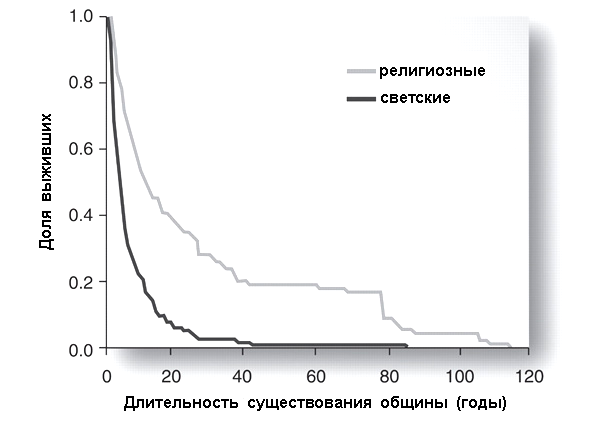 1.0
0.8
0.6
0.4
0.2
0.0
Доля выживших
религиозные
светские
0 20 40 60 80 100 120
Длительность существования общины (годы)